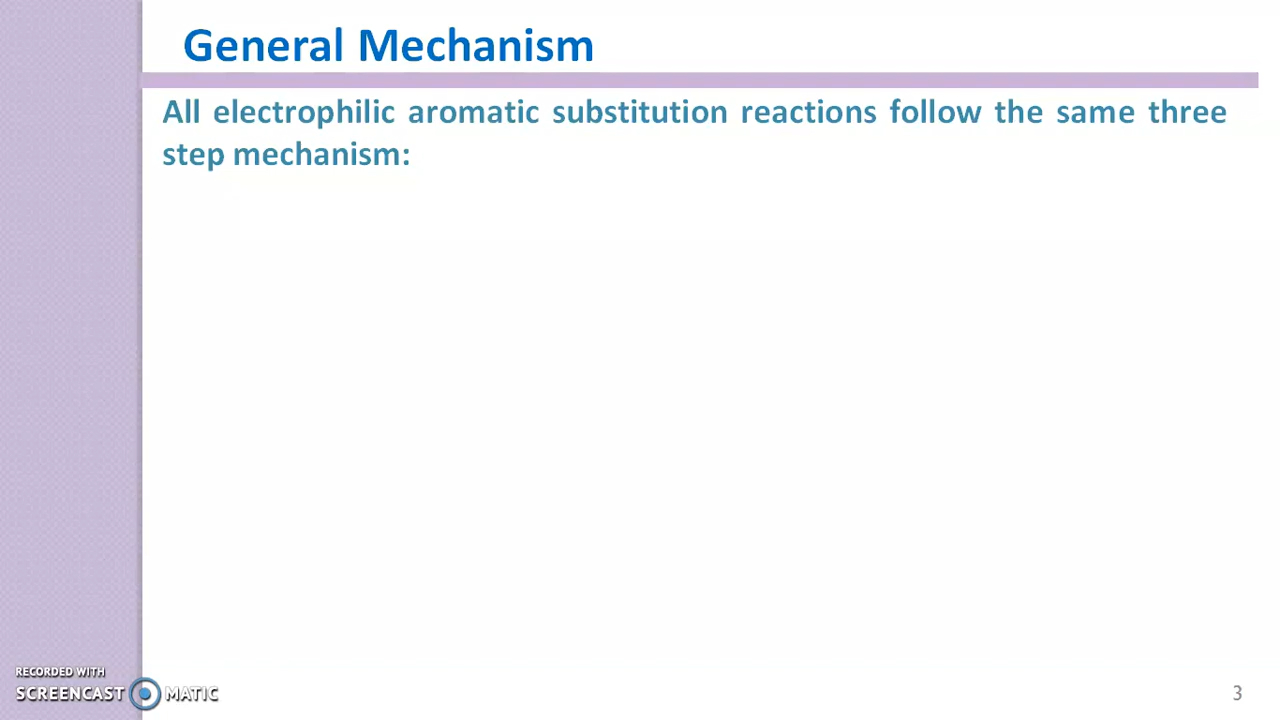 General Mechanism
All electrophilic aromatic substitution reactions follow the same three
step mechanism:
RECORDED WITH
SCREENCAST MATIC
3